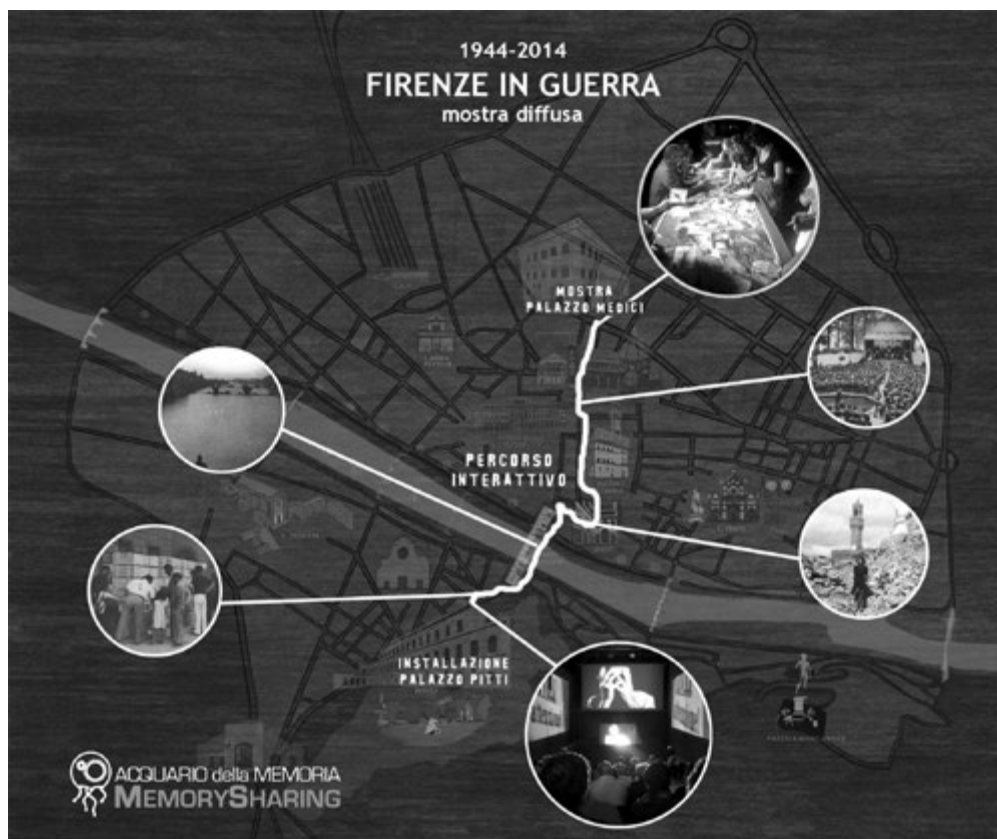 1944-2014
FIRENZE IN GUERRA
mostra diffusa
MOSTRA
PALAZZO MEDICI
PERCORSO
INTERATTIVO
INSTALLAZIONE
PALAZZO PITTI
ACQUARIO della MEMORIA
MEMORYSHARING